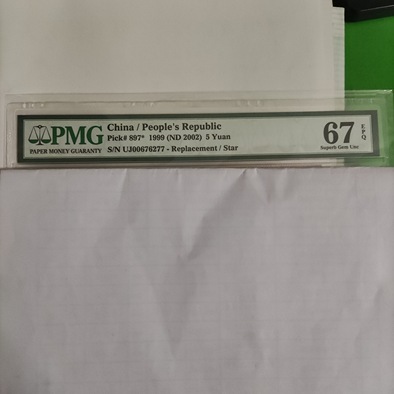 PMG
PAPER MONEY GUARANTY
China / People's Republic
Pick# 897* 1999 (ND 2002) 5 Yuan
S/N UJ00676277 - Replacement / Star
67 EPQ
Superb Gem Unc